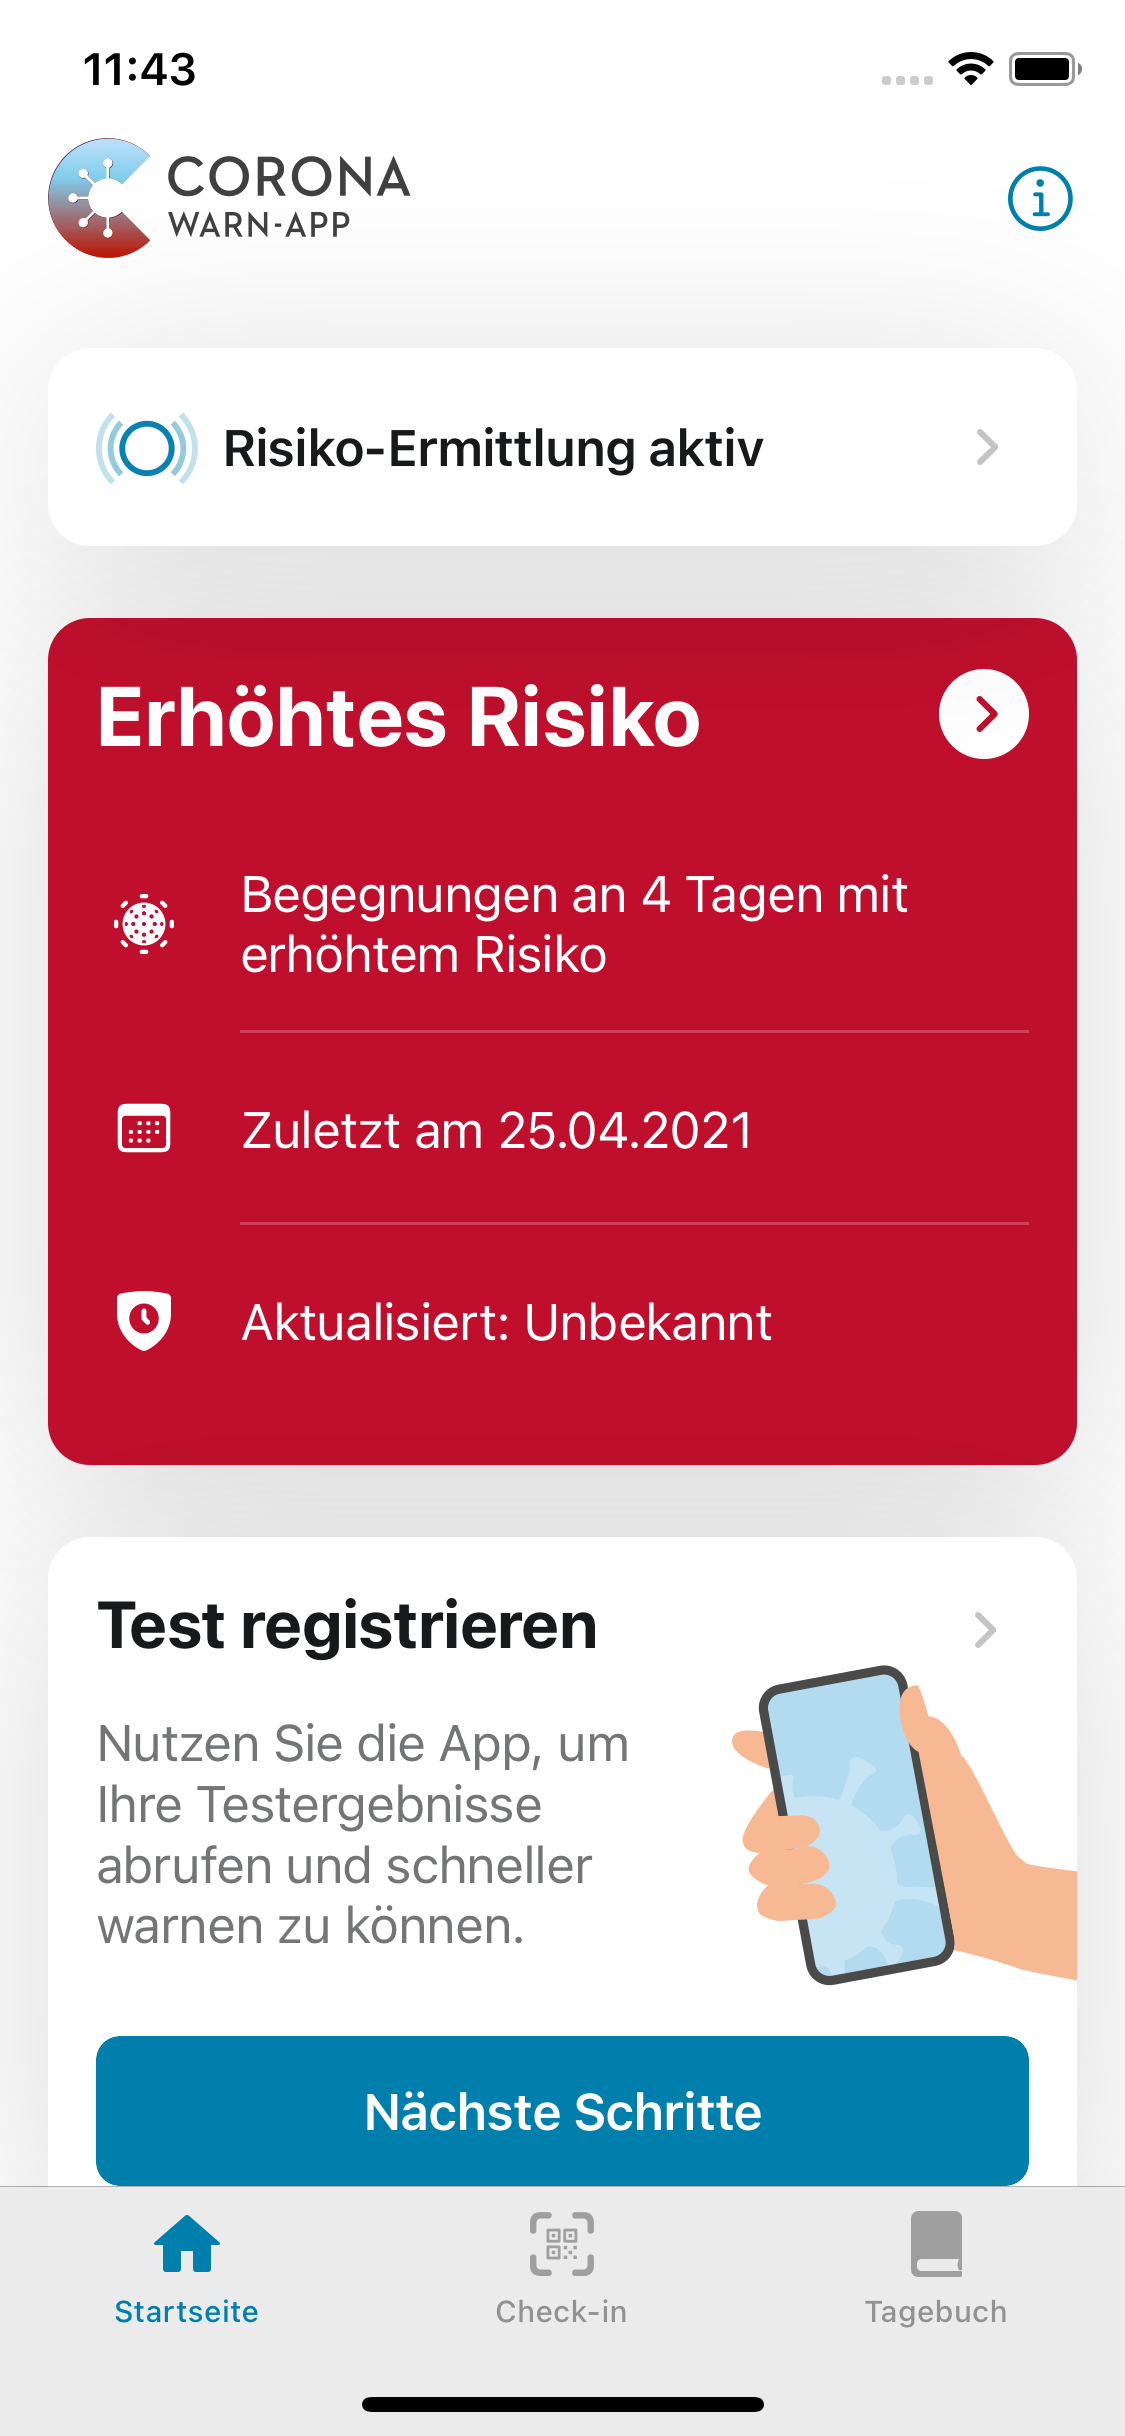 11:43
CORONA
WARN-APP
Risiko-Ermittlung aktiv
Erhöhtes Risiko
Begegnungen an 4 Tagen mit
erhöhtem Risiko
Zuletzt am 25.04.2021
Aktualisiert: Unbekannt
Test registrieren
Nutzen Sie die App, um
Ihre Testergebnisse
abrufen und schneller
warnen zu können.
Nächste Schritte
Startseite
Check-in
Tagebuch